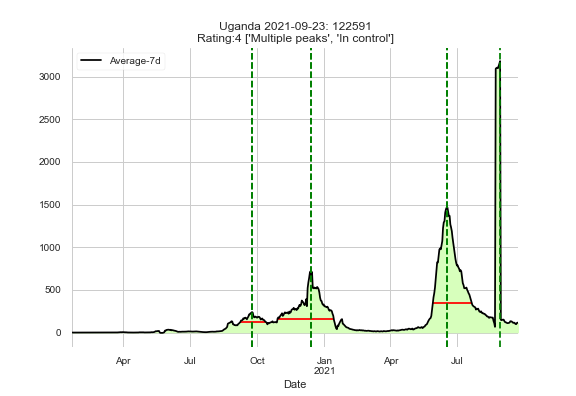 Uganda 2021-09-23: 122591
Rating:4 ['Multiple peaks', 'In control']
Average-7d
3000
2500
2000
1500
1000
500
0
Apr
Jul
Oct
Jan
2021
Apr
Jul
Date